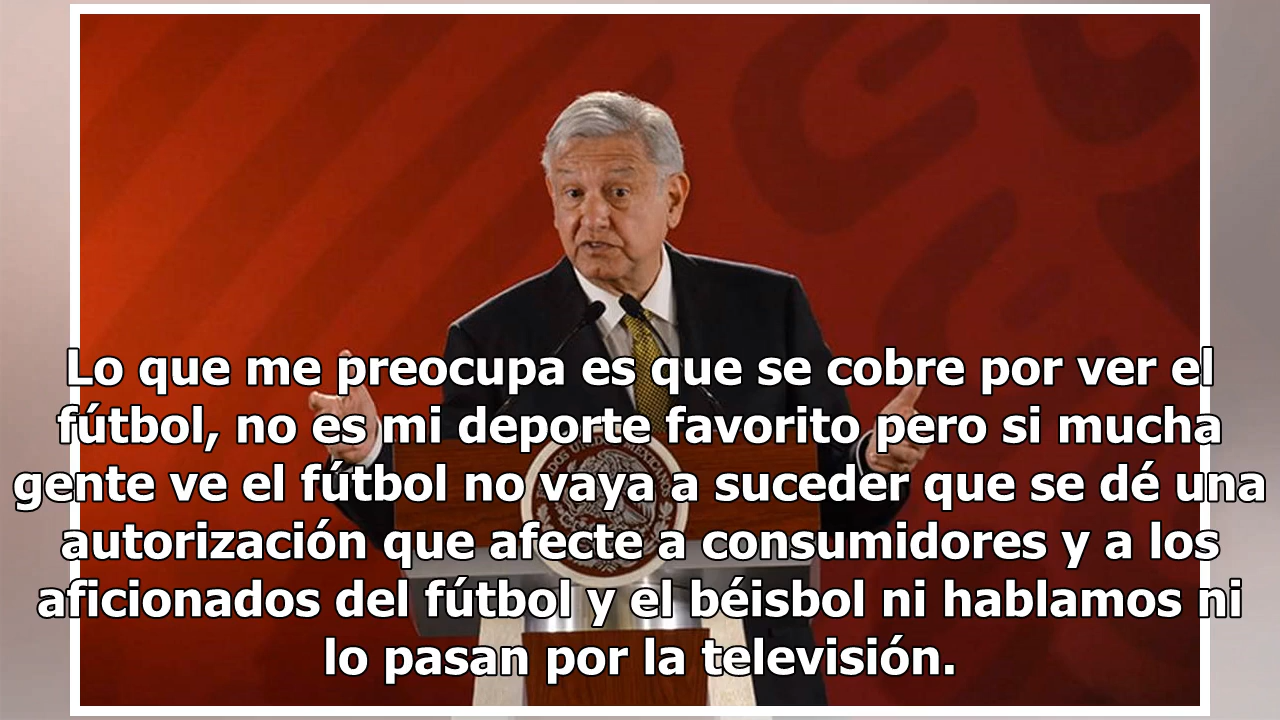 Lo que me preocupa es que se cobre por ver el
fútbol, no es mi deporte favorito pero si mucha
gente ve el fútbol no vaya a suceder que se dé una
autorización que afecte a consumidores y a los
aficionados del fútbol y el béisbol ni hablamos ni
lo pasan por la televisión.